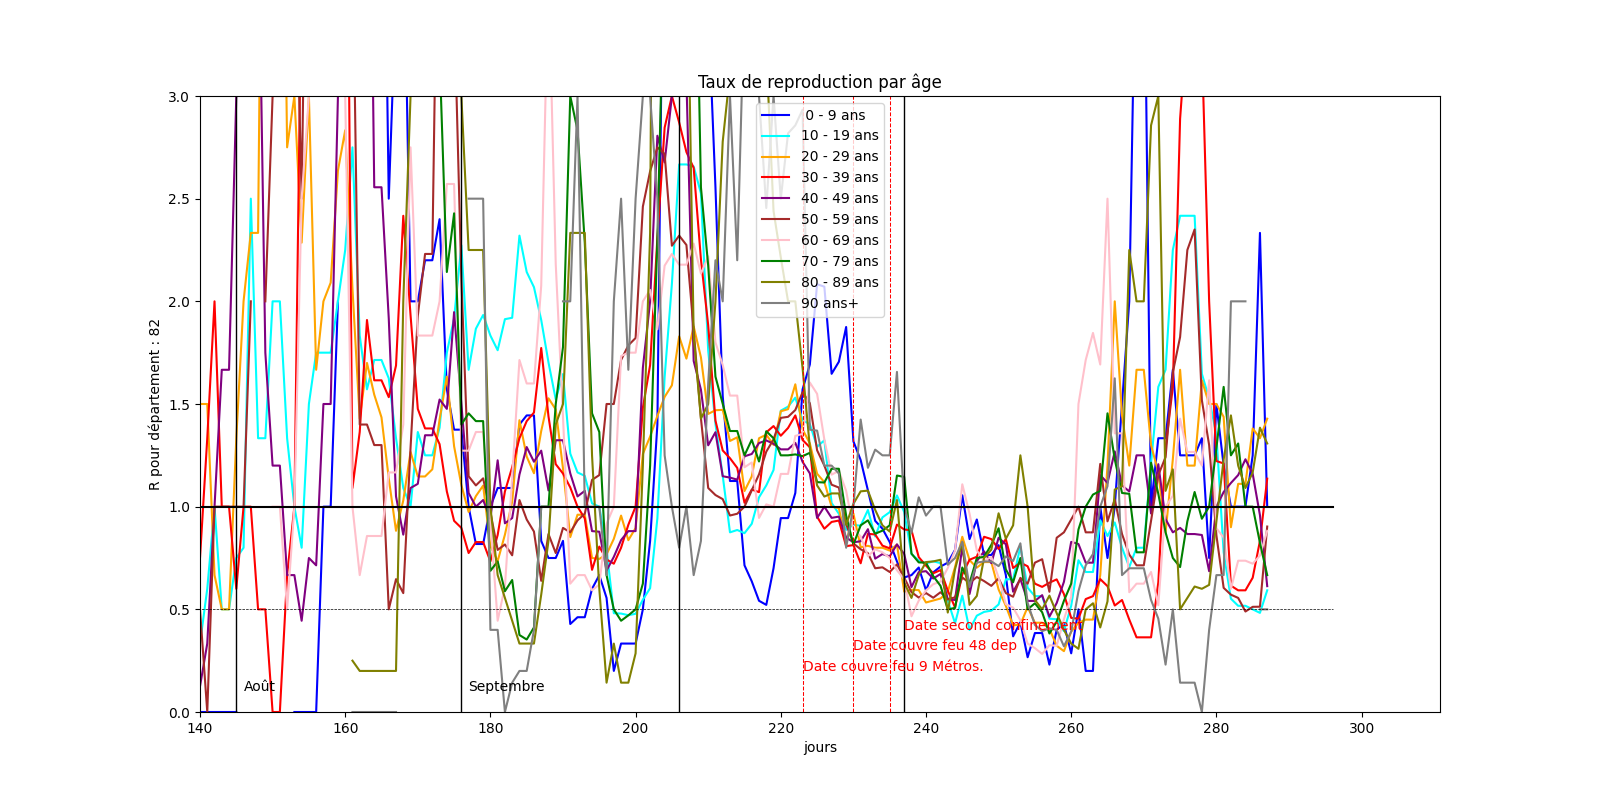 Taux de reproduction par âge
R pour département : 82
3.0
2.5
2.0
1.5
1.0
0.5
0.0
0 - 9 ans
10 - 19 ans
20 - 29 ans
30 - 39 ans
40 - 49 ans
50 - 59 ans
60 - 69 ans
70 - 79 ans
80 - 89 ans
90 ans+
Date second confinement
Date couvre feu 48 dep
Date couvre feu 9 Métros.
Août
Septembre
140
160
180
200
220
240
260
280
300
jours